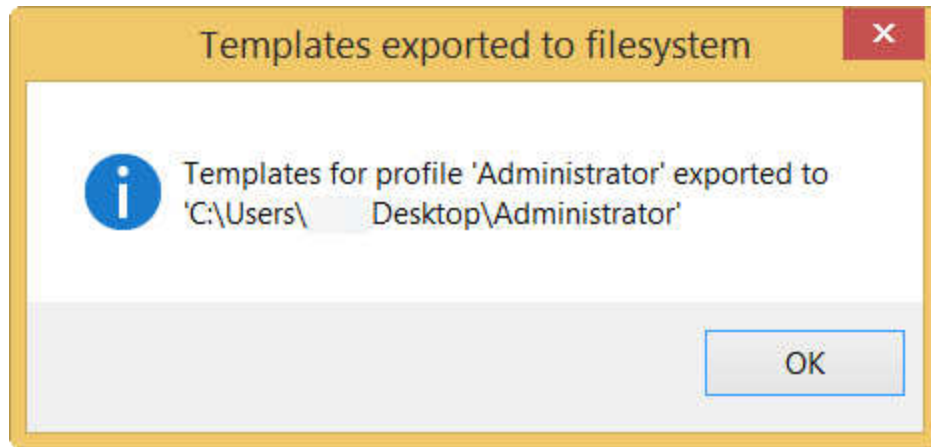 Templates exported to filesystem
Templates for profile 'Administrator' exported to
'C:\Users\ Desktop\Administrator'
OK